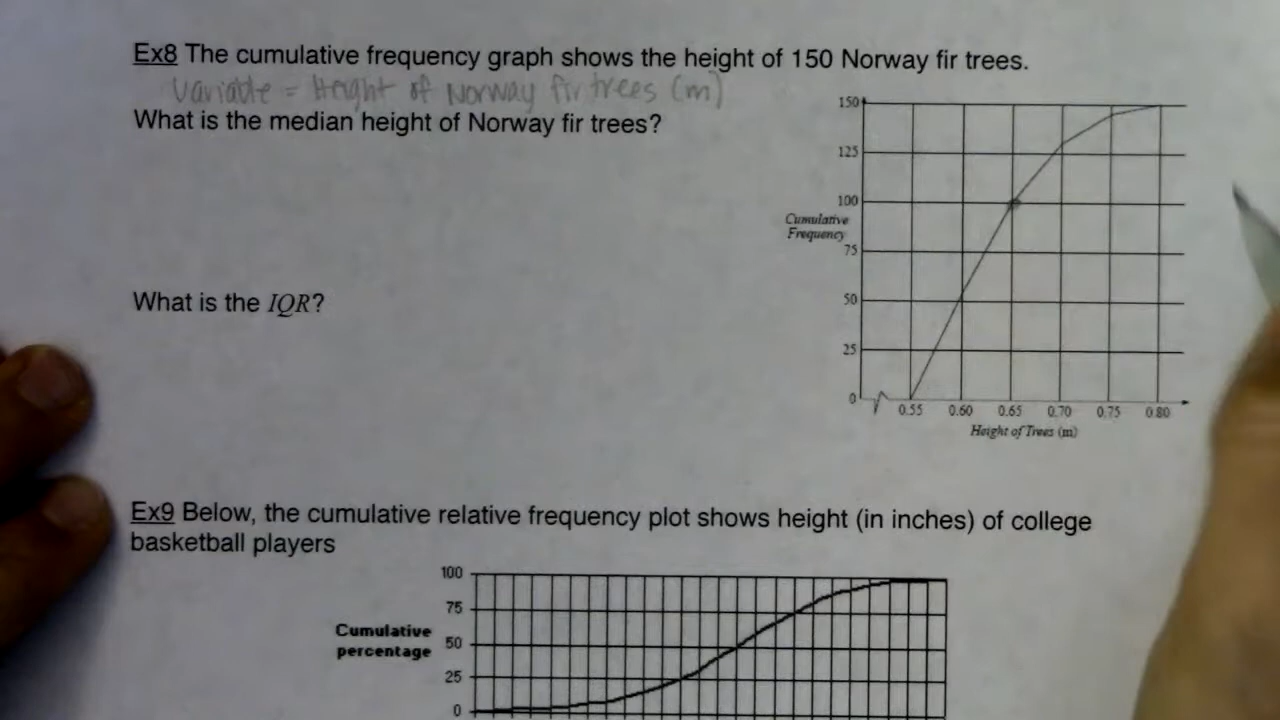 Ex8 The cumulative frequency graph shows the height of 150 Norway fir trees.
Variable = Height of Norway fir trees (m)
What is the median height of Norway fir trees?
150
125
100
Cumulative
Frequency
75
50
25
0
0.55 0.60 0.65 0.70 0.75 0.80
Height of Trees (m)
What is the IQR?
Ex9 Below, the cumulative relative frequency plot shows height (in inches) of college
basketball players
100
75
Cumulative
percentage
50
25
0